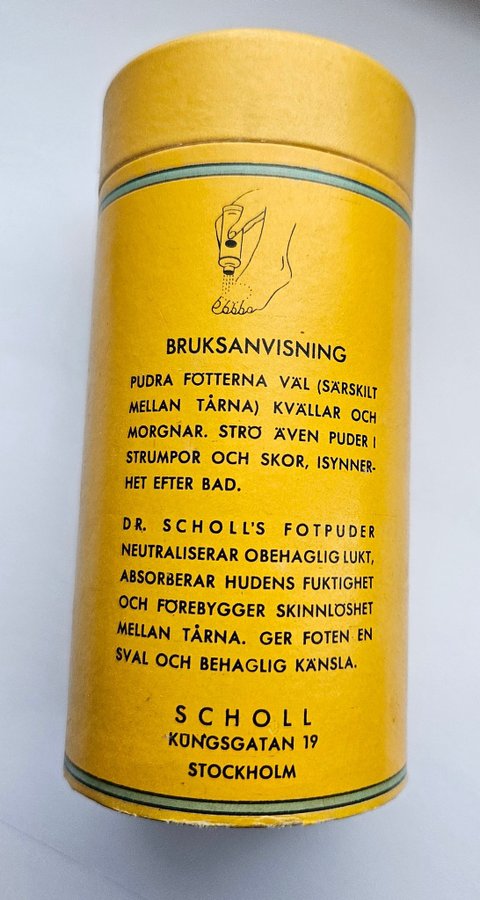 BRUKSANVISNING
PUDRA FÖTTERNA VÄL (SÄRSKILT
MELLAN TÅRNA) KVÄLLAR OCH
MORGNAR. STRÖ ÄVEN PUDER I
STRUMPOR OCH SKOR, ISYNNER-
HET EFTER BAD.
DR. SCHOLL'S FOTPUDER
NEUTRALISERAR OBEHAGLIG LUKT,
ABSORBERAR HUDENS FUKTIGHET
OCH FÖREBYGGER SKINNLÖSHET
MELLAN TÅRNA. GER FOTEN EN
SVAL OCH BEHAGLIG KÄNSLA.
SCHOLL
KUNGSGATAN 19
STOCKHOLM